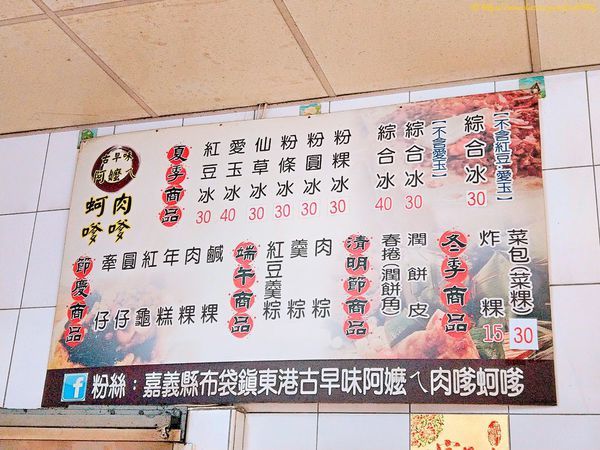 古早味
阿嬤ㄟ
肉嗲
蚵嗲
夏季商品
紅豆冰 30
愛玉冰 40
仙草冰 30
粉條冰 30
粉圓冰 30
粉粿冰 30
綜合冰 40
綜合冰 30
【不含愛玉】
綜合冰 30
【不含紅豆.愛玉】
節慶商品
牽仔
圓仔
紅龜
年糕
肉粿
鹹粿
端午商品
紅豆羹粽
羹粽
肉粽
清明節商品
春捲(潤餅角)
潤餅皮
冬季商品
炸粿 15
菜包(菜粿) 30
f 粉絲：嘉義縣布袋鎮東港古早味阿嬤ㄟ肉嗲蚵嗲